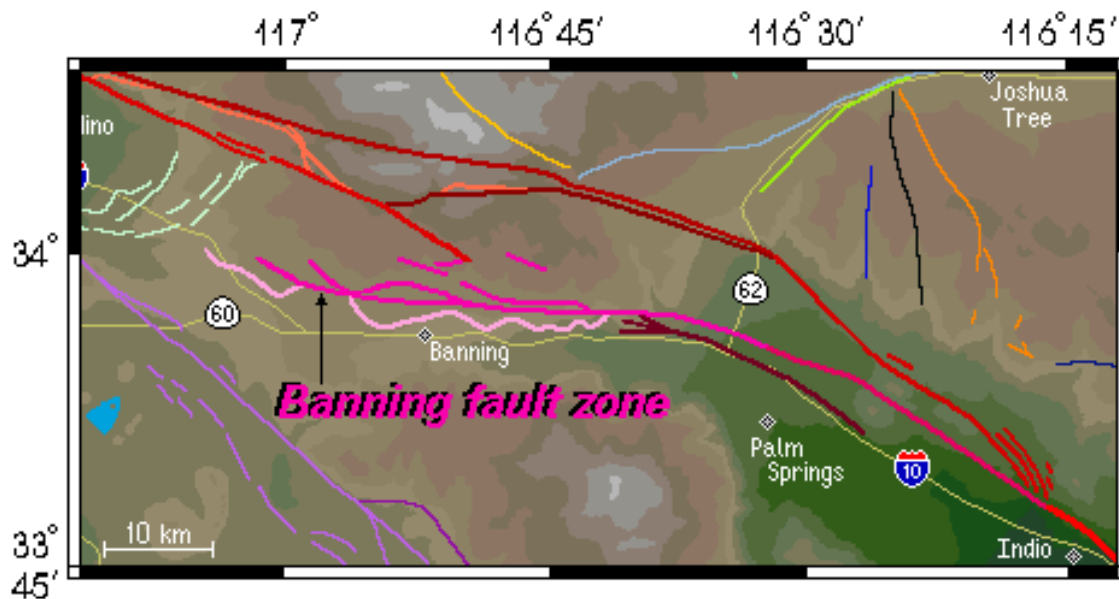 117° 116°45′ 116°30′ 116°15′
Joshua
Tree
dino
34°
62
60
Banning
Banning fault zone
Palm
Springs
10
10 km
33°
45′
Indio